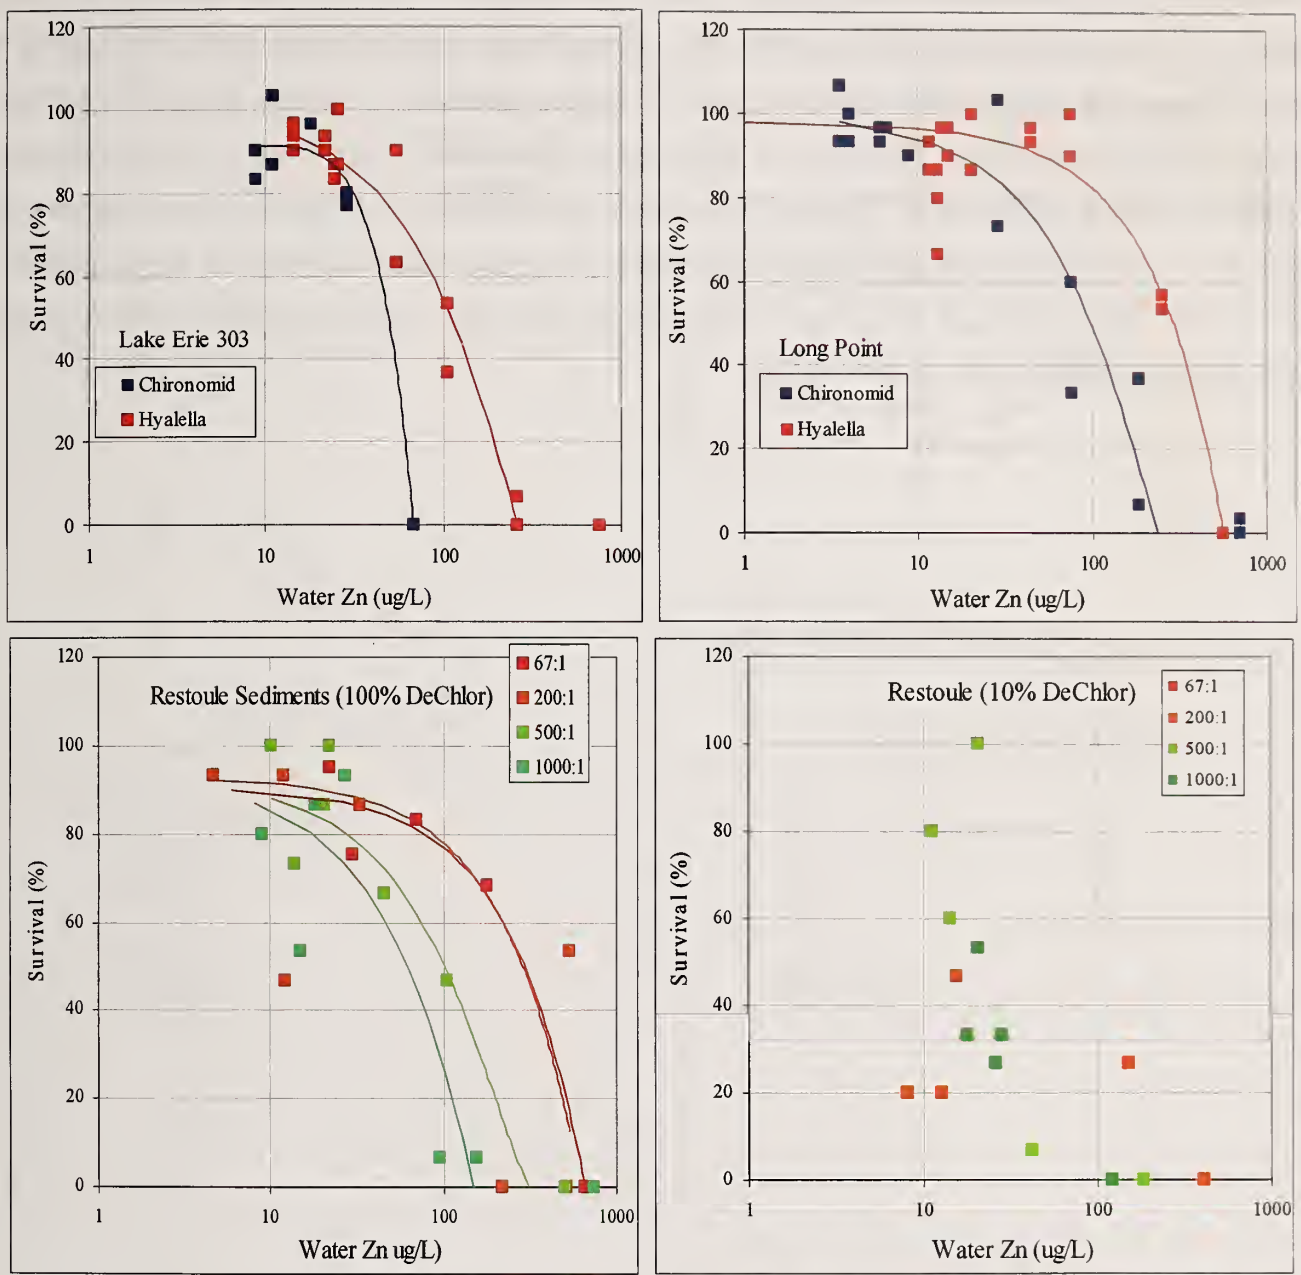 120
100
80
60
40
20
0
Survival (%)
Lake Erie 303
Chironomid
Hyalella
1 10 100 1000
Water Zn (ug/L)
120
100
80
60
40
20
0
Survival (%)
Long Point
Chironomid
Hyalella
1 10 100 1000
Water Zn (ug/L)
120
100
80
60
40
20
0
Survival (%)
Restoule Sediments (100% DeChlor)
67:1
200:1
500:1
1000:1
1 10 100 1000
Water Zn ug/L)
120
100
80
60
40
20
0
Survival (%)
Restoule (10% DeChlor)
67:1
200:1
500:1
1000:1
1 10 100 1000
Water Zn (ug/L)